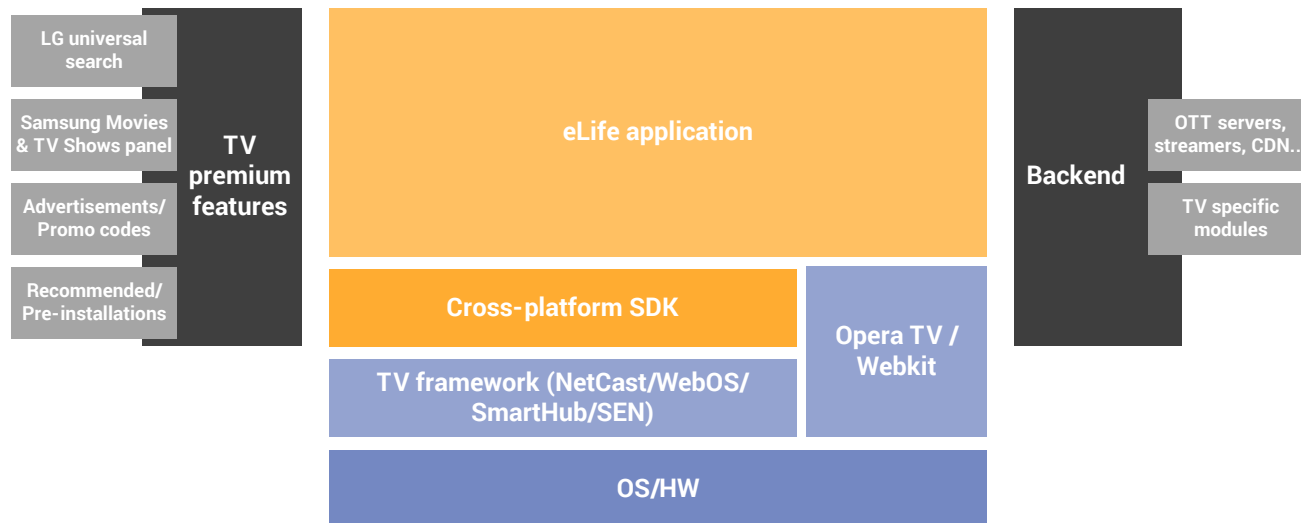 LG universal
search
Samsung Movies
& TV Shows panel
Advertisements/
Promo codes
Recommended/
Pre-installations
TV
premium
features
eLife application
Cross-platform SDK
Opera TV /
Webkit
TV framework (NetCast/WebOS/
SmartHub/SEN)
OS/HW
Backend
OTT servers,
streamers, CDN..
TV specific
modules